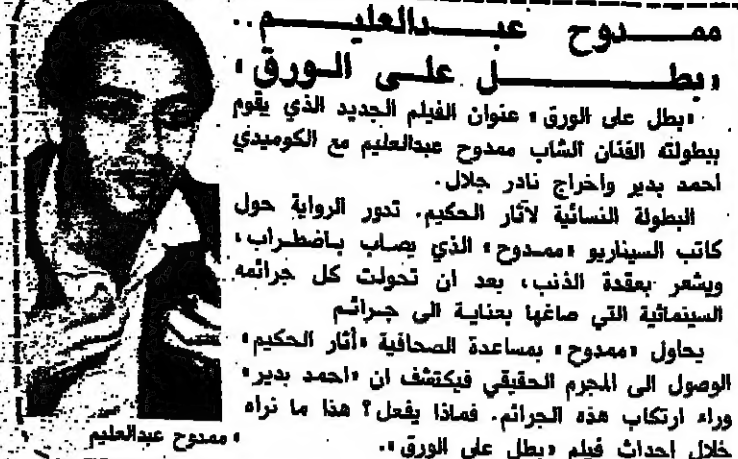 ممدوح عبدالعليم..
«بطل على الورق»
«بطل على الورق» عنوان الفيلم الجديد الذي يقوم
ببطولته الفنان الشاب ممدوح عبدالعليم مع الكوميدي
احمد بدير واخراج نادر جلال.
البطولة النسائية لآثار الحكيم. تدور الرواية حول
كاتب السيناريو «ممدوح» الذي يصاب باضطراب،
ويشعر بعقدة الذنب، بعد ان تحولت كل جرائمه
السينمائية التي صاغها بعناية الى جرائم
يحاول «ممدوح» بمساعدة الصحافية «أثار الحكيم»
الوصول الى المجرم الحقيقي فيكتشف ان «احمد بدير»
وراء ارتكاب هذه الجرائم. فماذا يفعل؟ هذا ما نراه
خلال احداث فيلم «بطل على الورق».
• ممدوح عبدالعليم